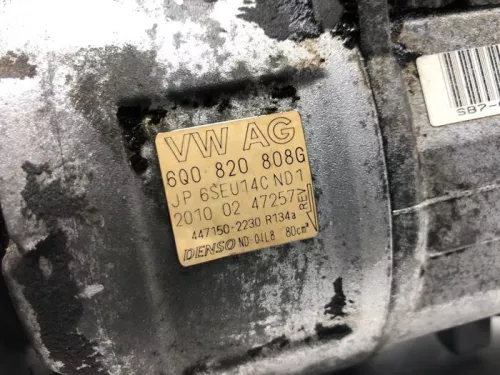 VW AG
6Q0 820 808G
JP 6SEU14C ND1
2010 02 47257
REV
447150-2230 R134a
DENSO ND-OIL8 80cm³
SB7-